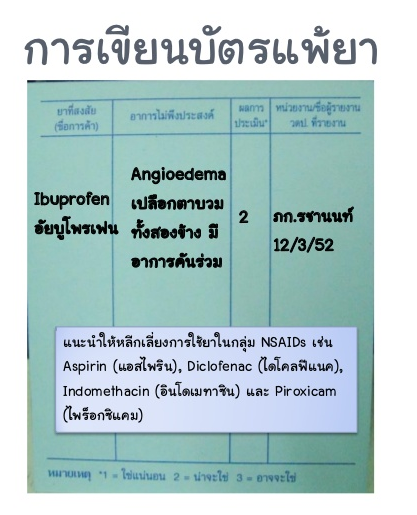 การเขียนบัตรแพ้ยา
ยาที่สงสัย
(ชื่อการค้า)
อาการไม่พึงประสงค์
ผลการ
ประเมิน*
หน่วยงาน/ชื่อผู้รายงาน
วดป. ที่รายงาน
Ibuprofen
อัยบูโพรเฟน
Angioedema
เปลือกตาบวม
ทั้งสองข้าง มี
อาการคันร่วม
2
ภก.รชานนท์
12/3/52
แนะนำให้หลีกเลี่ยงการใช้ยาในกลุ่ม NSAIDs เช่น
Aspirin (แอสไพริน), Diclofenac (ไดโคลฟีแนค),
Indomethacin (อินโดเมทาซิน) และ Piroxicam
(ไพร็อกซิแคม)
หมายเหตุ *1 = ใช่แน่นอน 2 = น่าจะใช่ 3 = อาจจะใช่